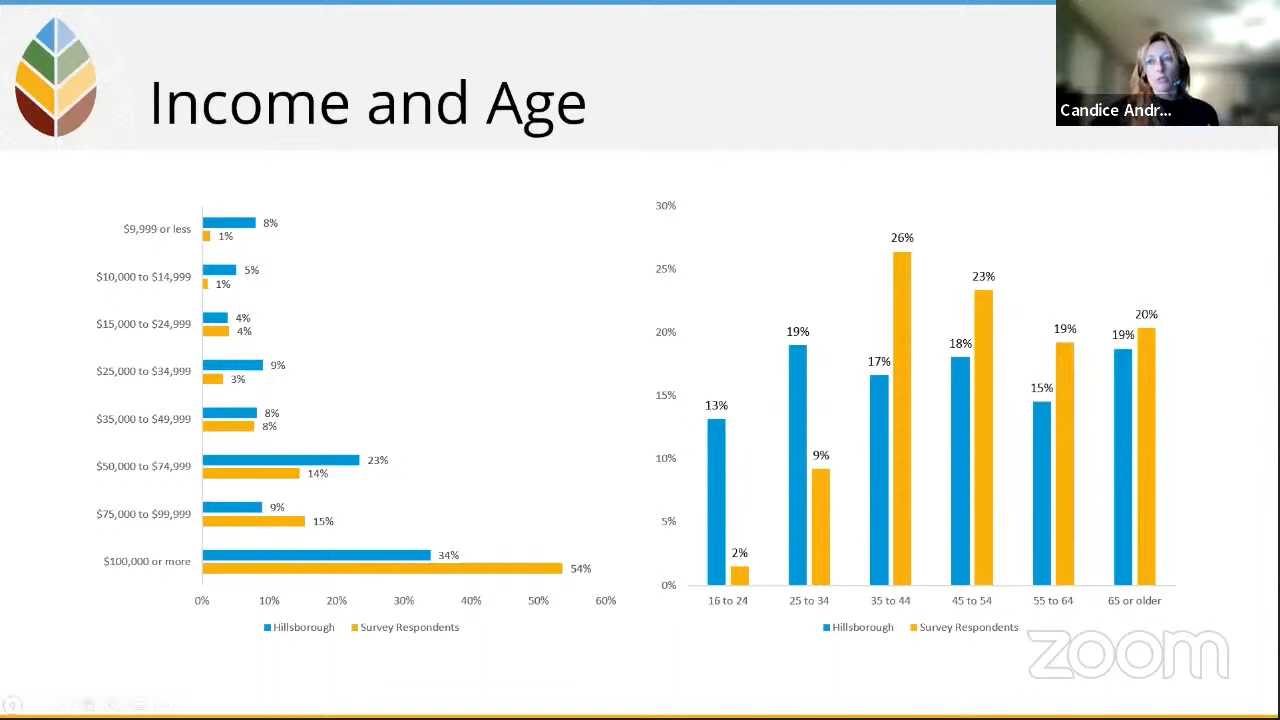 Income and Age
Candice Andr...
$9,999 or less
8%
1%
$10,000 to $14,999
5%
1%
$15,000 to $24,999
4%
4%
$25,000 to $34,999
9%
3%
$35,000 to $49,999
8%
8%
$50,000 to $74,999
23%
14%
$75,000 to $99,999
9%
15%
$100,000 or more
34%
54%
0% 10% 20% 30% 40% 50% 60%
Hillsborough Survey Respondents
30%
25%
20%
15%
10%
5%
0%
13%
2%
19%
9%
17%
26%
18%
23%
15%
19%
19%
20%
16 to 24 25 to 34 35 to 44 45 to 54 55 to 64 65 or older
Hillsborough Survey Respondents
zoom